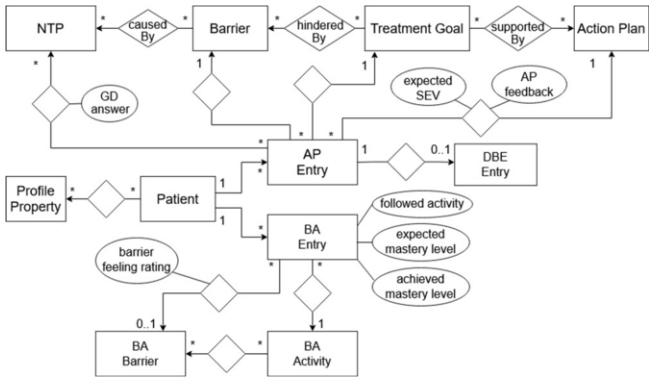 NTP
caused
By
Barrier
hindered
By
Treatment Goal
supported
By
Action Plan
*
*
*
*
*
*
*
1
1
1
GD
answer
expected
SEV
AP
feedback
*
*
*
AP
Entry
1
0..1
DBE
Entry
Profile
Property
*
*
Patient
1
*
1
*
BA
Entry
followed activity
expected
mastery level
achieved
mastery level
barrier
feeling rating
*
*
0..1
1
BA
Barrier
*
*
BA
Activity